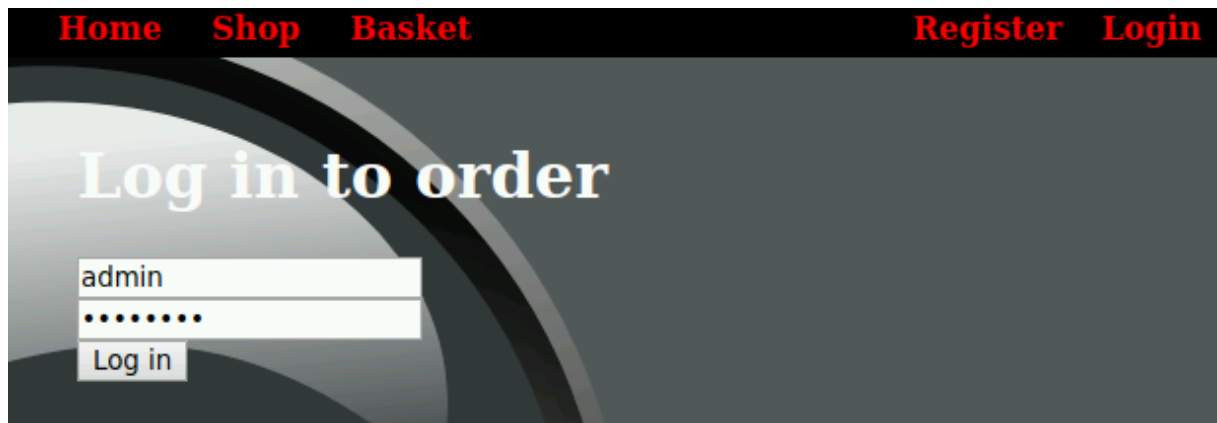 Home Shop Basket Register Login
Log in to order
admin
••••••••
Log in